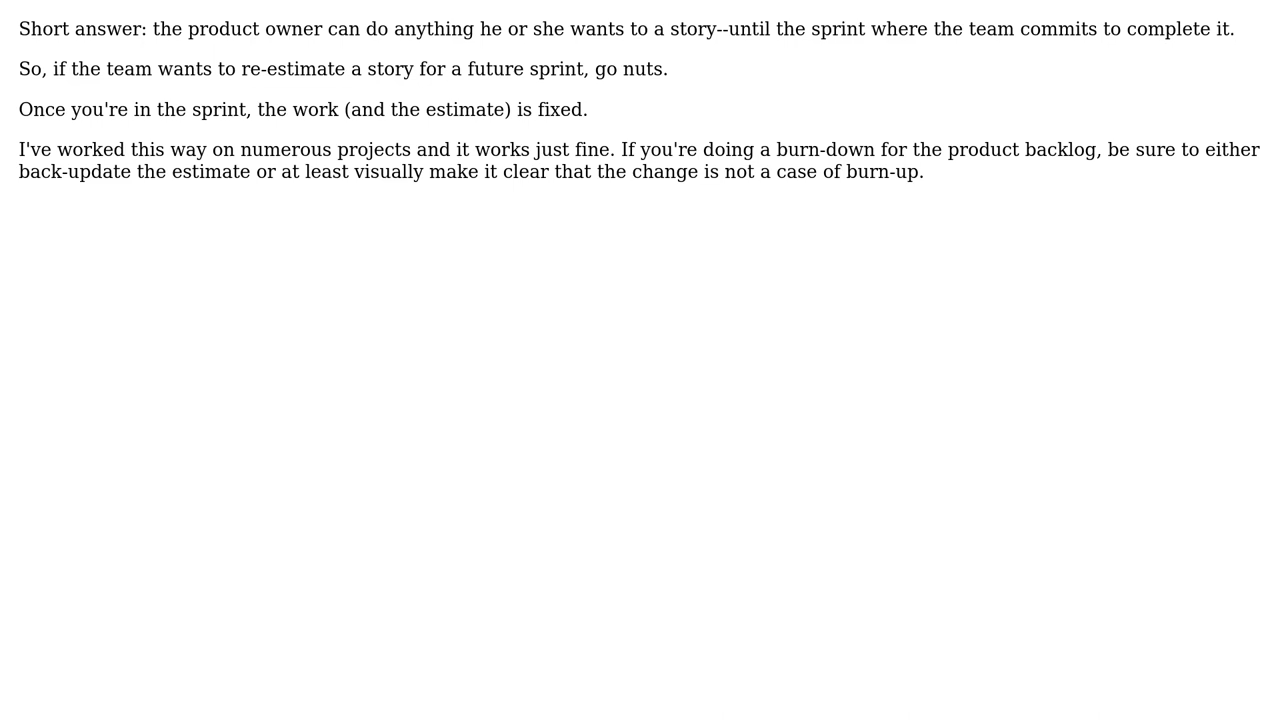 Short answer: the product owner can do anything he or she wants to a story--until the sprint where the team commits to complete it.
So, if the team wants to re-estimate a story for a future sprint, go nuts.
Once you're in the sprint, the work (and the estimate) is fixed.
I've worked this way on numerous projects and it works just fine. If you're doing a burn-down for the product backlog, be sure to either
back-update the estimate or at least visually make it clear that the change is not a case of burn-up.